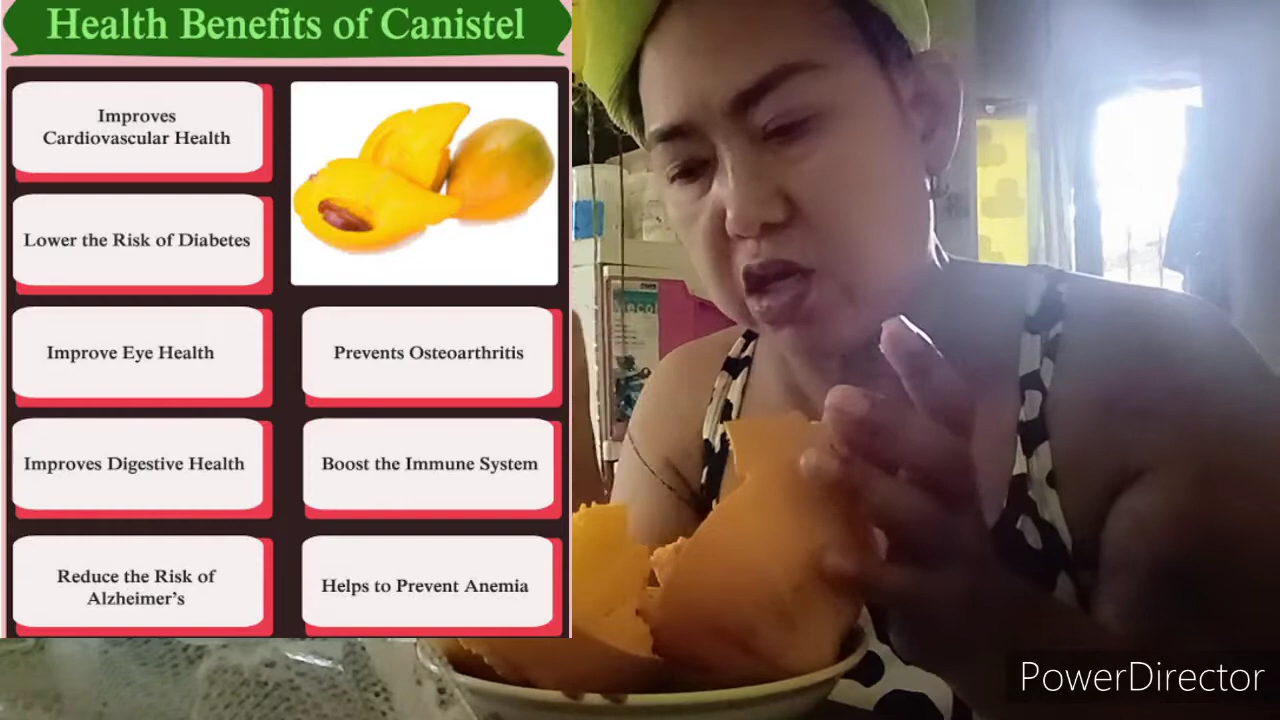 Health Benefits of Canistel
Improves
Cardiovascular Health
Lower the Risk of Diabetes
Improve Eye Health
Prevents Osteoarthritis
Improves Digestive Health
Boost the Immune System
Reduce the Risk of
Alzheimer's
Helps to Prevent Anemia
PowerDirector